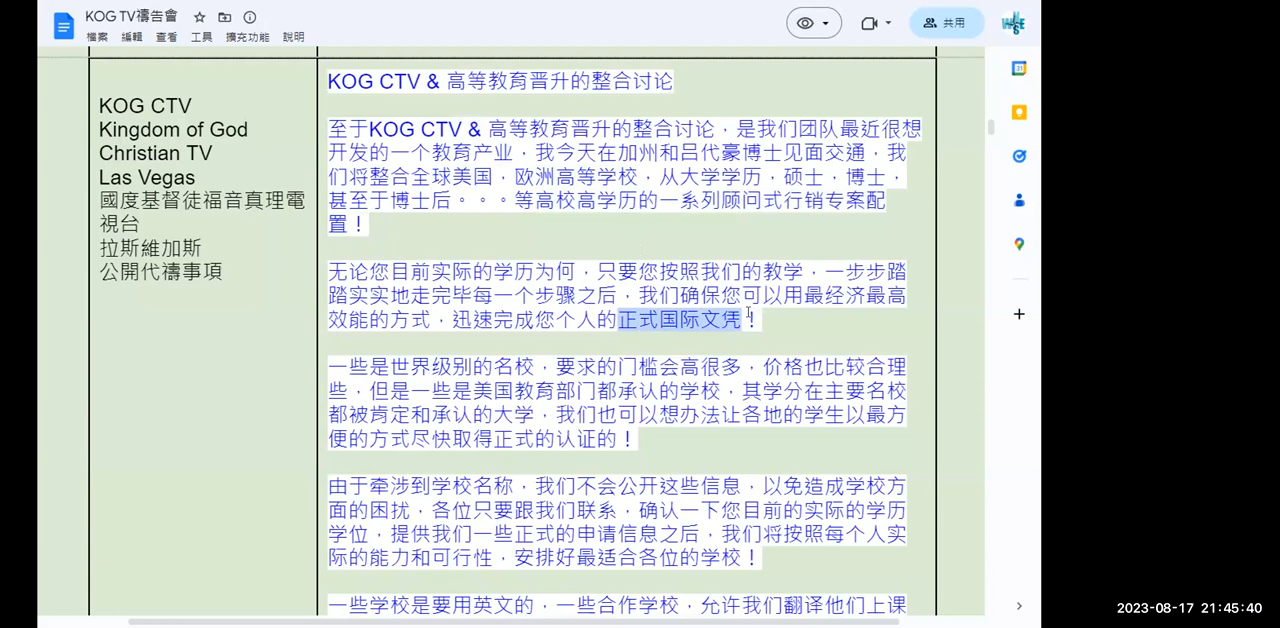 KOG TV禱告會
檔案 編輯 查看 工具 擴充功能 說明
共用
KOG CTV
Kingdom of God
Christian TV
Las Vegas
國度基督徒福音真理電
視台
拉斯維加斯
公開代禱事項
KOG CTV & 高等教育晋升的整合讨论
至于KOG CTV & 高等教育晋升的整合讨论，是我们团队最近很想
开发的一个教育产业，我今天在加州和吕代豪博士见面交通，我
们将整合全球美国，欧洲高等学校，从大学学历，硕士，博士，
甚至于博士后。。。等高校高学历的一系列顾问式行销专案配
置！
无论您目前实际的学历为何，只要您按照我们的教学，一步步踏
踏实实地走完毕每一个步骤之后，我们确保您可以用最经济最高
效能的方式，迅速完成您个人的正式国际文凭！
一些是世界级别的名校，要求的门槛会高很多，价格也比较合理
些，但是一些是美国教育部门都承认的学校，其学分在主要名校
都被肯定和承认的大学，我们也可以想办法让各地的学生以最方
便的方式尽快取得正式的认证的！
由于牵涉到学校名称，我们不会公开这些信息，以免造成学校方
面的困扰，各位只要跟我们联系，确认一下您目前的实际的学历
学位，提供我们一些正式的申请信息之后，我们将按照每个人实
际的能力和可行性，安排好最适合各位的学校！
一些学校是要用英文的，一些合作学校，允许我们翻译他们上课
2023-08-17 21:45:40